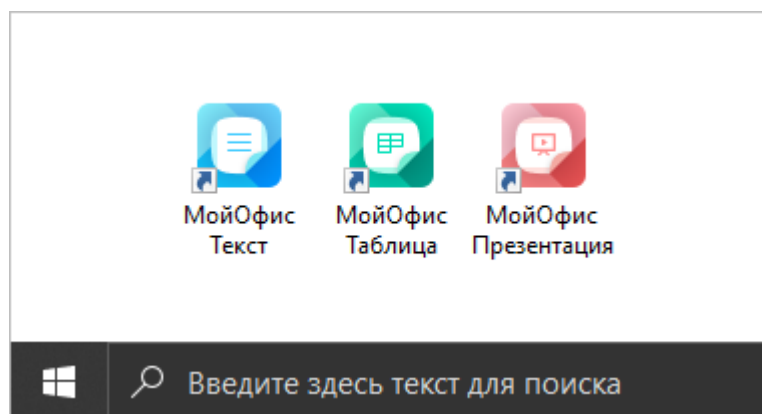 МойОфис Текст
МойОфис Таблица
МойОфис Презентация
Введите здесь текст для поиска